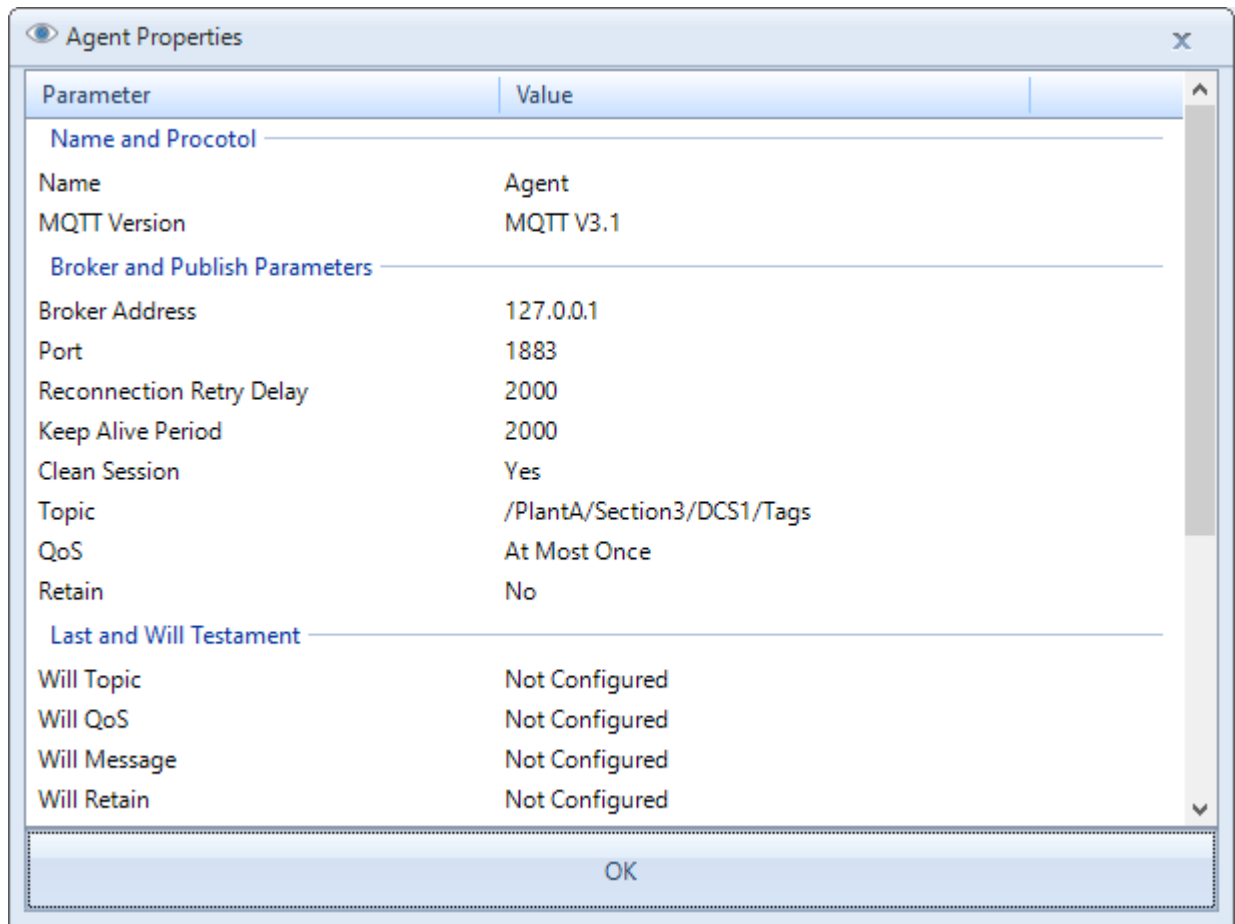 Agent Properties
Parameter Value
Name and Procotol
Name Agent
MQTT Version MQTT V3.1
Broker and Publish Parameters
Broker Address 127.0.0.1
Port 1883
Reconnection Retry Delay 2000
Keep Alive Period 2000
Clean Session Yes
Topic /PlantA/Section3/DCS1/Tags
QoS At Most Once
Retain No
Last and Will Testament
Will Topic Not Configured
Will QoS Not Configured
Will Message Not Configured
Will Retain Not Configured
OK